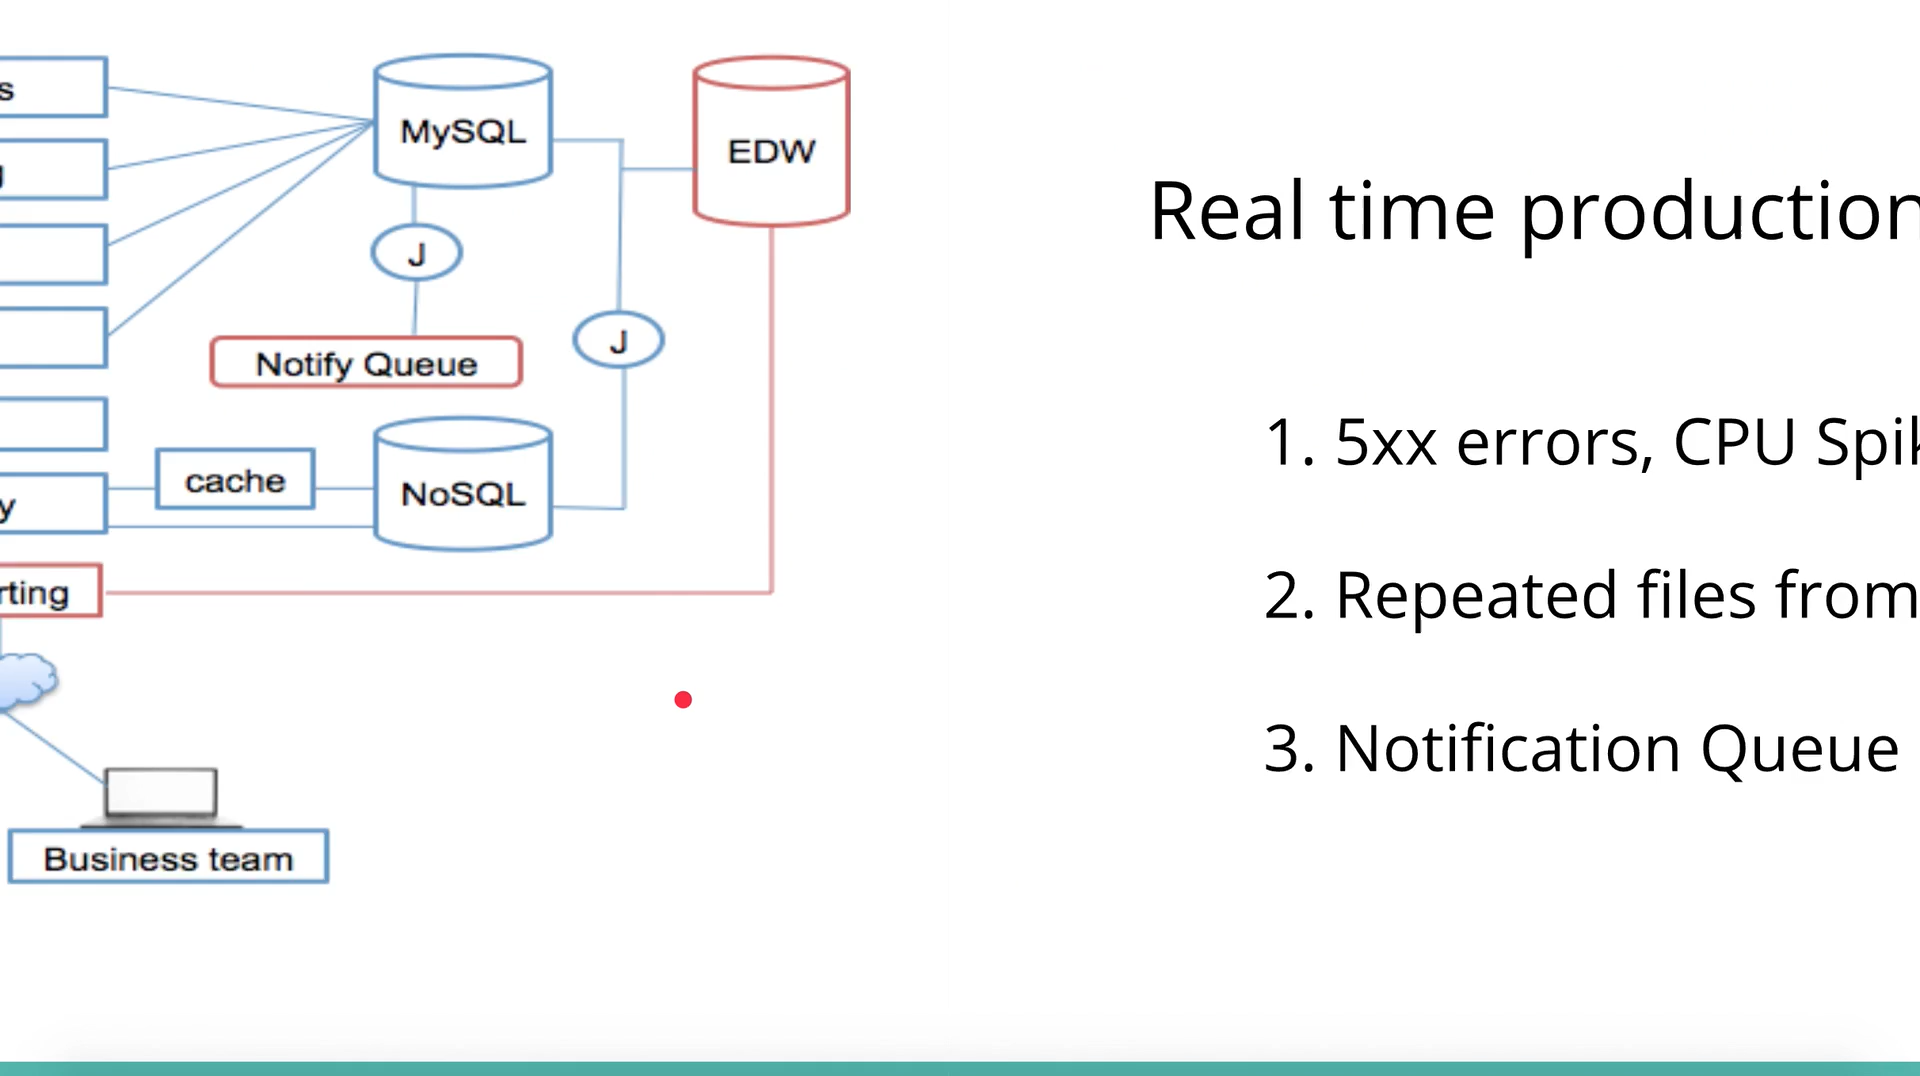 s
MySQL
EDW
g
J
J
Notify Queue
cache
NoSQL
y
rting
Business team
Real time production
1. 5xx errors, CPU Spik
2. Repeated files from
3. Notification Queue